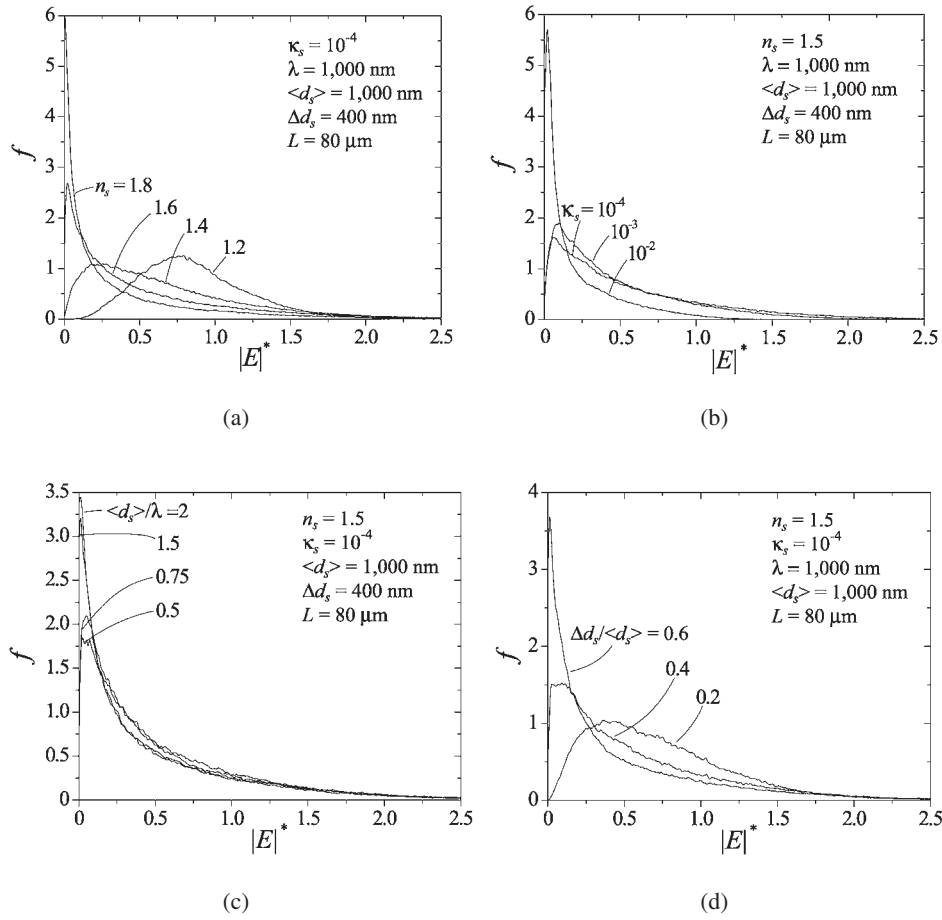 6
5
4
3
2
1
0
f
0
0.5
1.0
1.5
2.0
2.5
|E|*
κs = 10-4
λ = 1,000 nm
<ds> = 1,000 nm
Δds = 400 nm
L = 80 μm
ns = 1.8
1.6
1.4
1.2
(a)
6
5
4
3
2
1
0
f
0
0.5
1.0
1.5
2.0
2.5
|E|*
ns = 1.5
λ = 1,000 nm
<ds> = 1,000 nm
Δds = 400 nm
L = 80 μm
κs = 10-4
10-3
10-2
(b)
3.5
3.0
2.5
2.0
1.5
1.0
0.5
0
f
0
0.5
1.0
1.5
2.0
2.5
|E|*
<ds>/λ =2
1.5
0.75
0.5
ns = 1.5
κs = 10-4
<ds> = 1,000 nm
Δds = 400 nm
L = 80 μm
(c)
4
3
2
1
0
f
0
0.5
1.0
1.5
2.0
2.5
|E|*
ns = 1.5
κs = 10-4
λ = 1,000 nm
<ds> = 1,000 nm
L = 80 μm
Δds/<ds> = 0.6
0.4
0.2
(d)